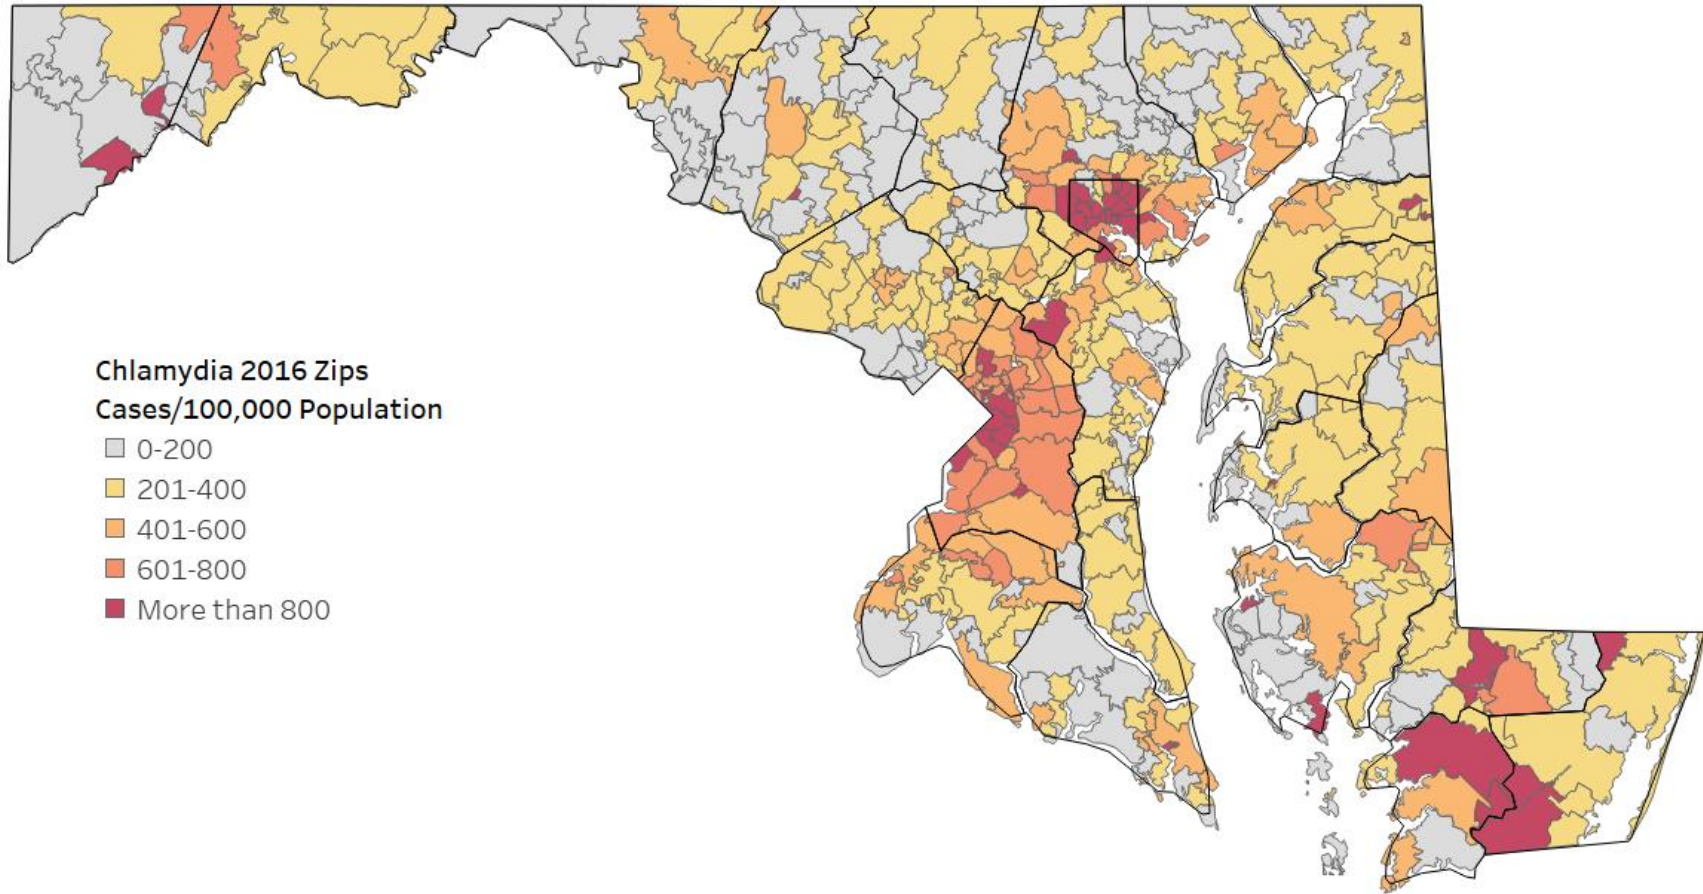 Chlamydia 2016 Zips
Cases/100,000 Population
0-200
201-400
401-600
601-800
More than 800